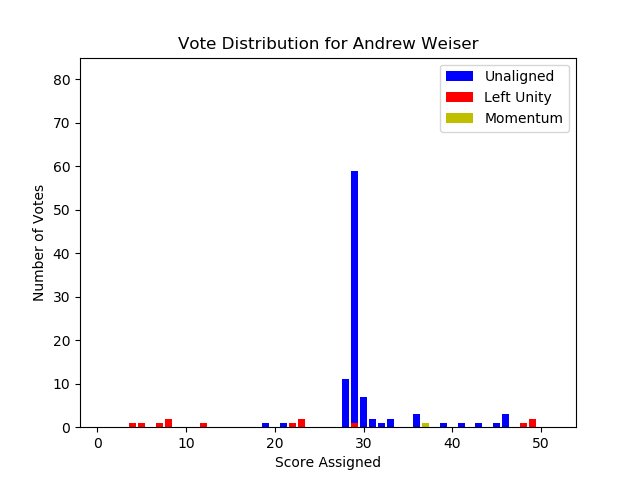 Vote Distribution for Andrew Weiser
Unaligned
Left Unity
Momentum
80
70
60
50
40
30
20
10
0
Number of Votes
0 10 20 30 40 50
Score Assigned